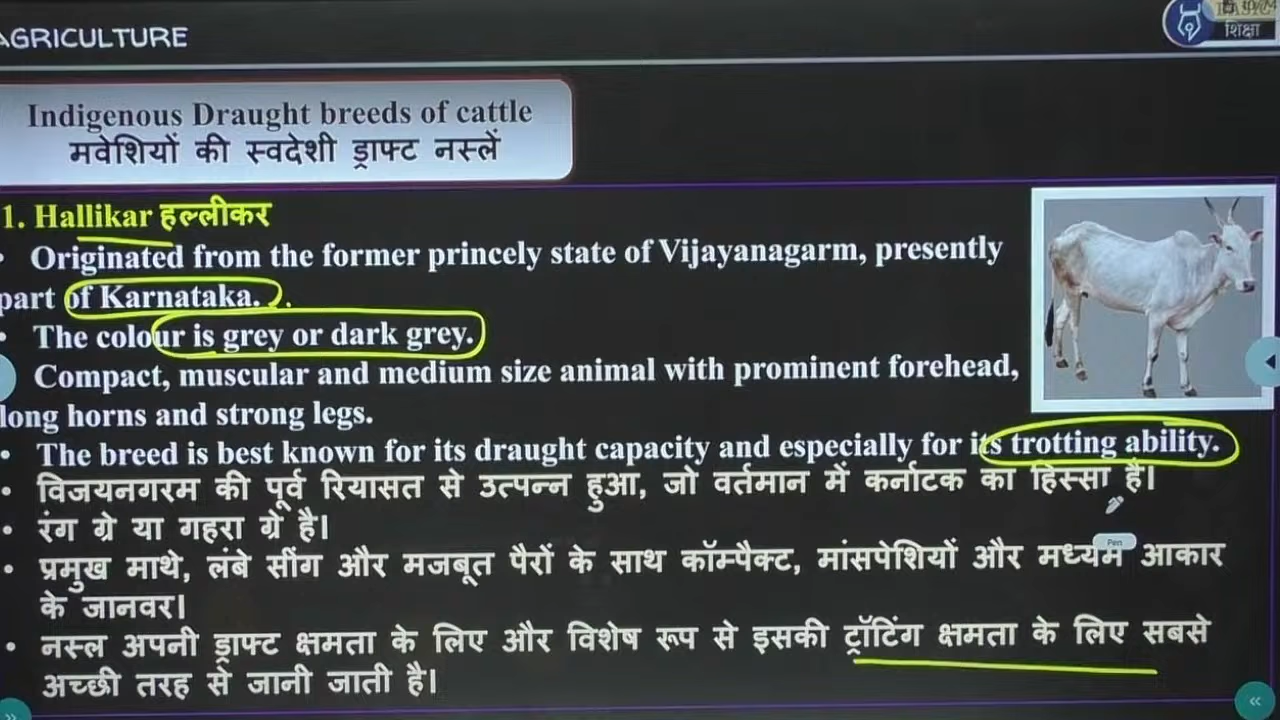 AGRICULTURE
शिक्षा
Indigenous Draught breeds of cattle
मवेशियों की स्वदेशी ड्राफ्ट नस्लें
1. Hallikar हल्लीकर
• Originated from the former princely state of Vijayanagarm, presently
part of Karnataka.
• The colour is grey or dark grey.
Compact, muscular and medium size animal with prominent forehead,
long horns and strong legs.
• The breed is best known for its draught capacity and especially for its trotting ability.
• विजयनगरम की पूर्व रियासत से उत्पन्न हुआ, जो वर्तमान में कर्नाटक का हिस्सा है।
• रंग ग्रे या गहरा ग्रे है।
Pen
• प्रमुख माथे, लंबे सींग और मजबूत पैरों के साथ कॉम्पैक्ट, मांसपेशियों और मध्यम आकार
के जानवर।
• नस्ल अपनी ड्राफ्ट क्षमता के लिए और विशेष रूप से इसकी ट्रॉटिंग क्षमता के लिए सबसे
अच्छी तरह से जानी जाती है।